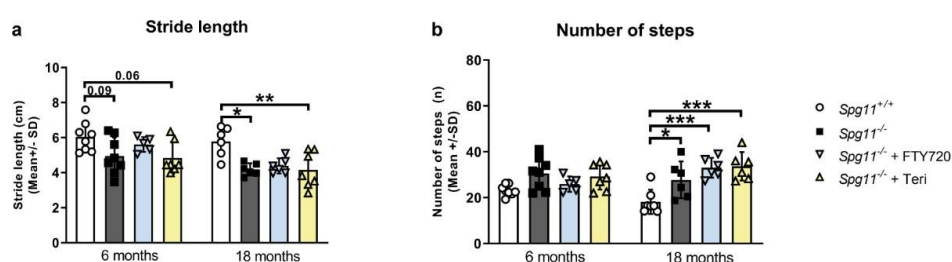 a
Stride length
Stride length (cm)
(Mean+/- SD)
10
8
6
4
2
0
0.06
0.09
**
*
6 months
18 months
b
Number of steps
Number of steps (n)
(Mean +/-SD)
80
60
40
20
0
***
***
*
6 months
18 months
Spg11+/+
Spg11-/-
Spg11-/- + FTY720
Spg11-/- + Teri